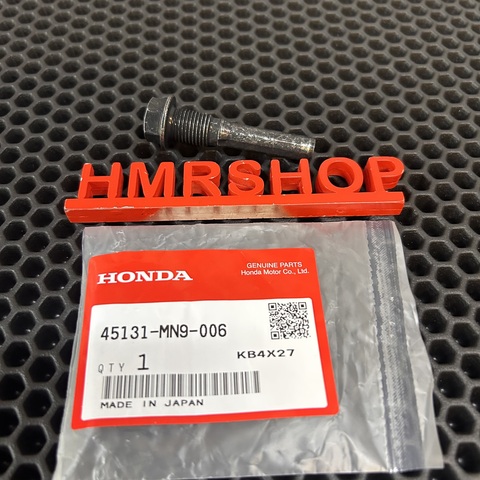 HMRSHOP
GENUINE PARTS
HONDA
Honda Motor Co., Ltd.
45131-MN9-006
QTY 1
KB4X27
MADE IN JAPAN